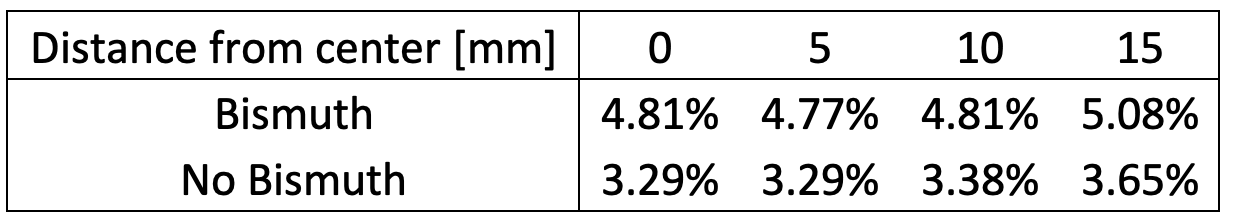 Distance from center [mm] 0 5 10 15
Bismuth 4.81% 4.77% 4.81% 5.08%
No Bismuth 3.29% 3.29% 3.38% 3.65%